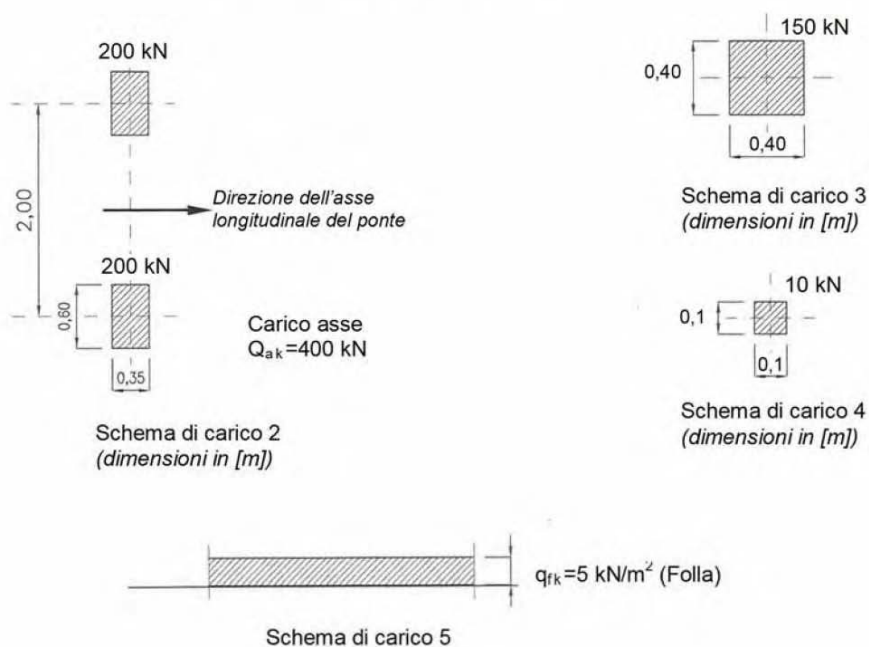 200 kN
2,00
Direzione dell'asse
longitudinale del ponte
200 kN
0,60
0,35
Carico asse
Qak=400 kN
Schema di carico 2
(dimensioni in [m])
150 kN
0,40
0,40
Schema di carico 3
(dimensioni in [m])
10 kN
0,1
0,1
Schema di carico 4
(dimensioni in [m])
qfk=5 kN/m² (Folla)
Schema di carico 5